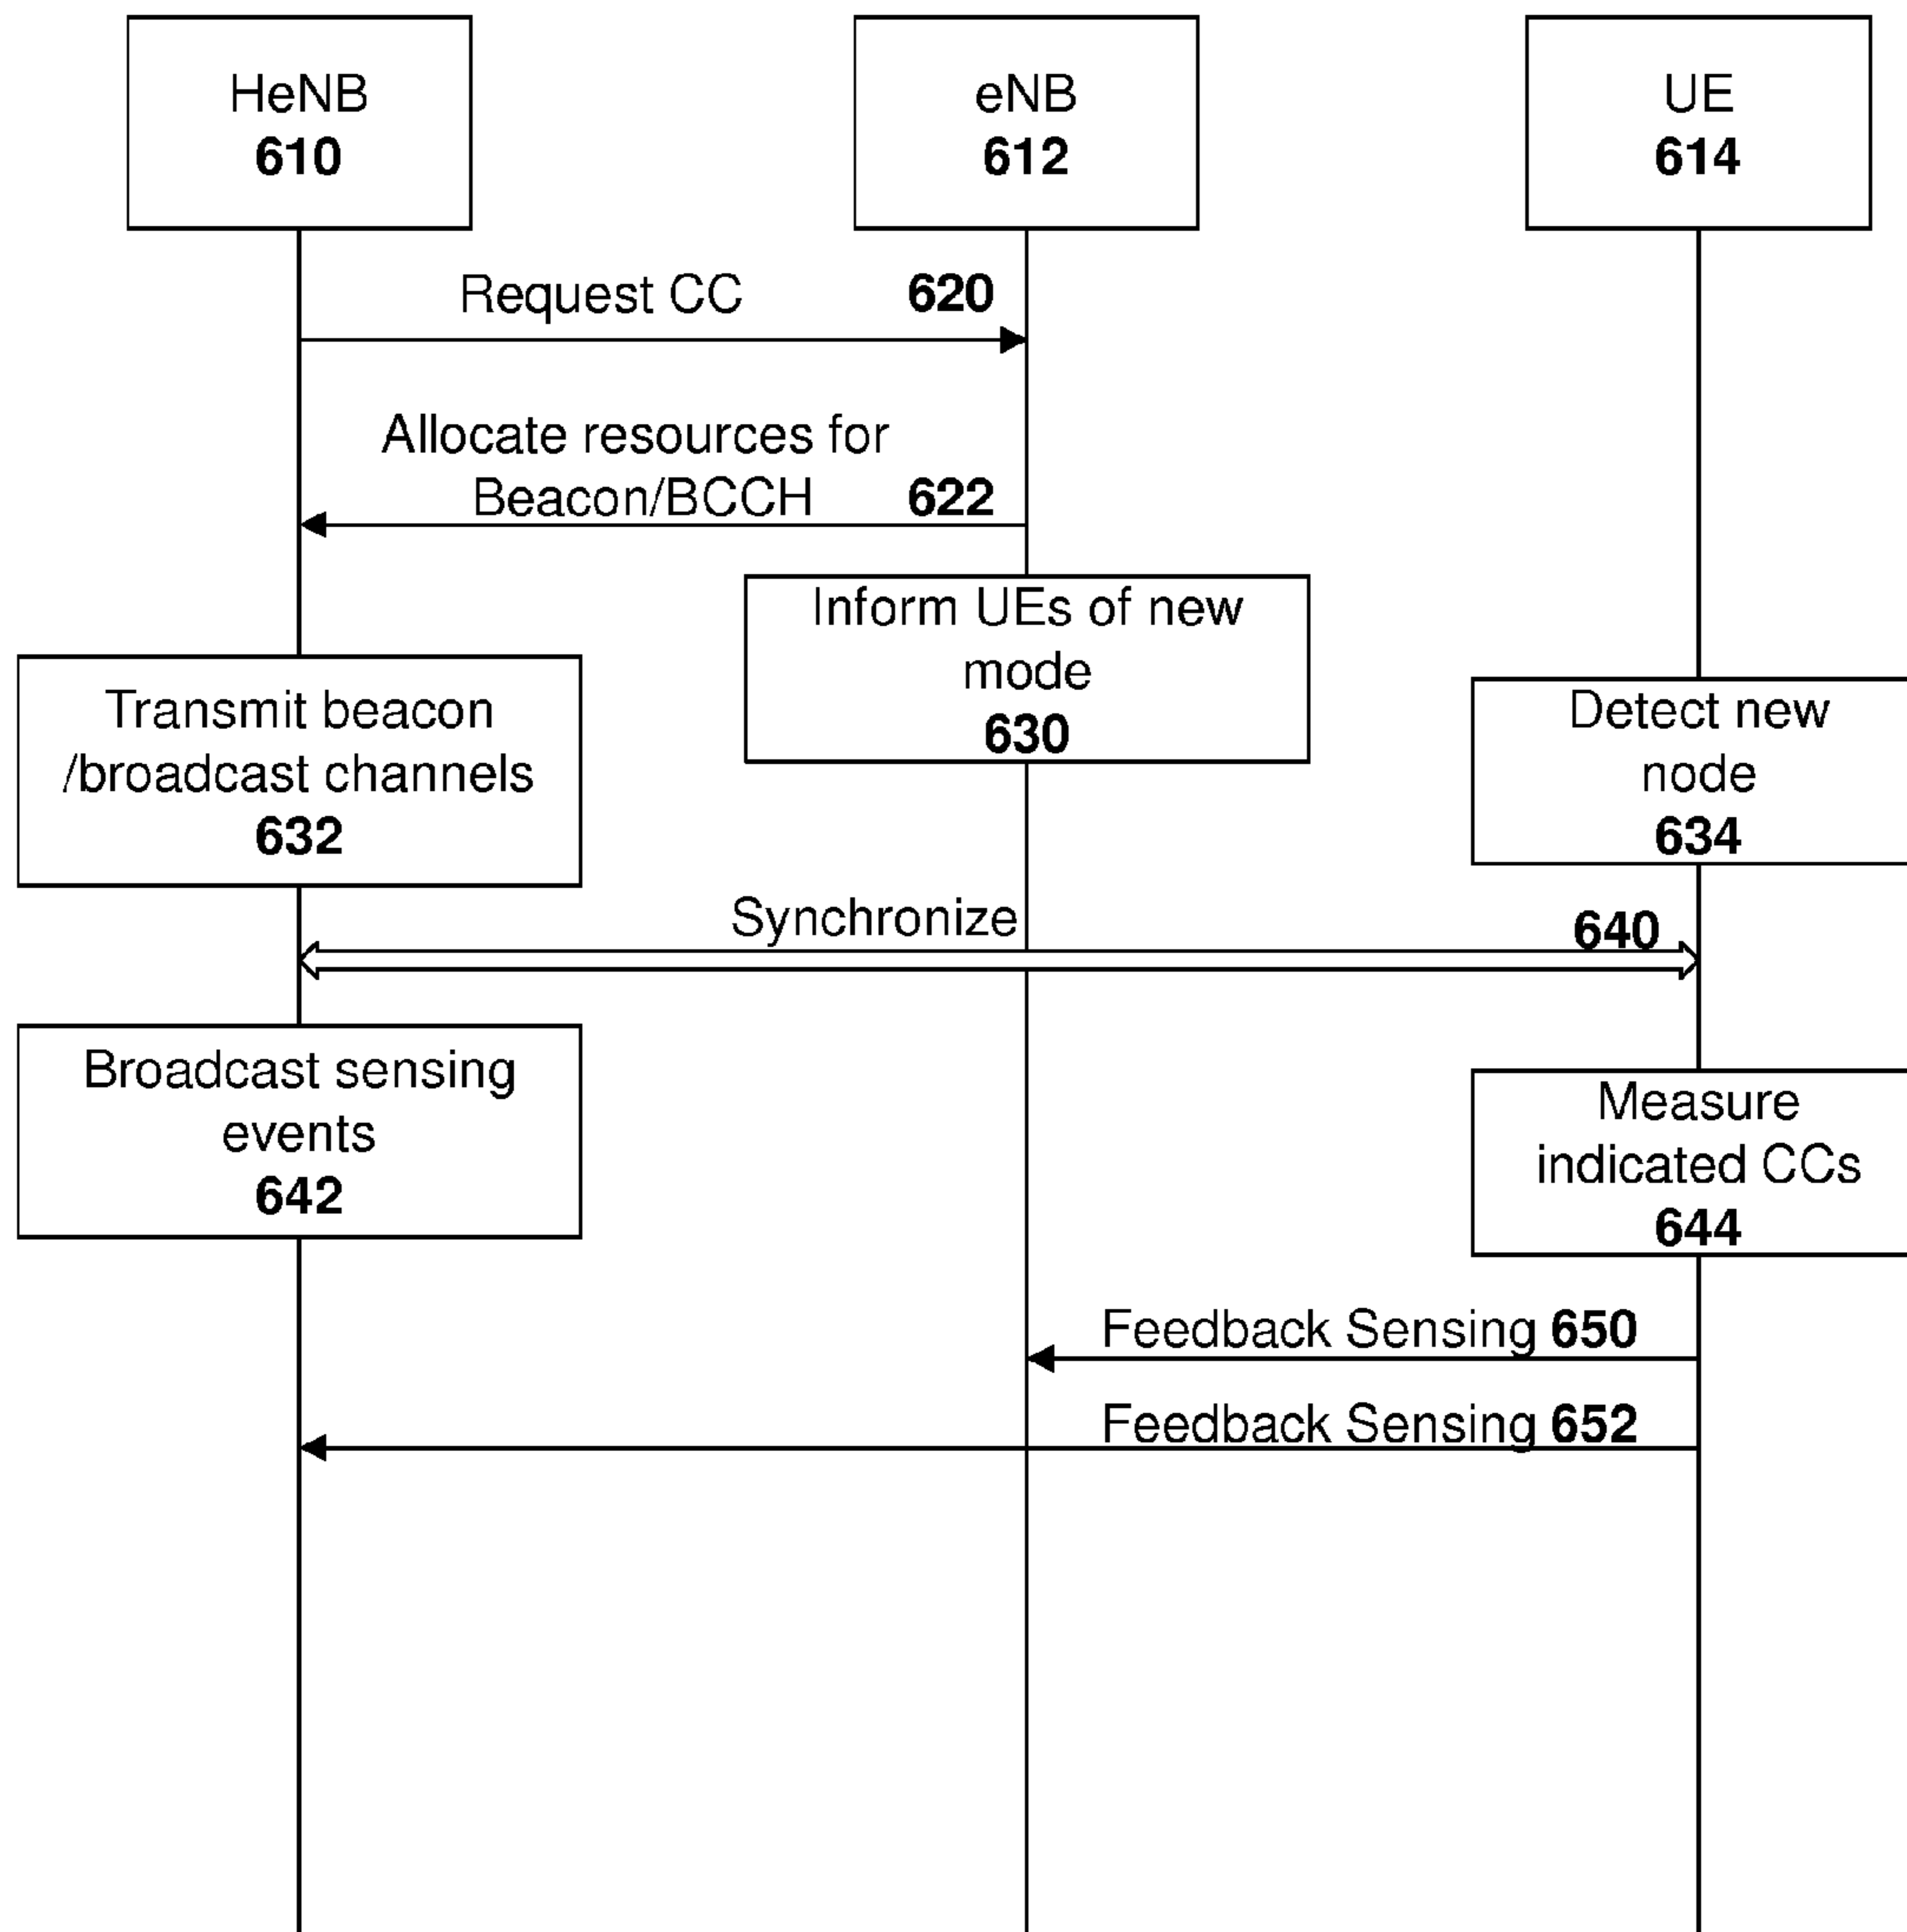 HeNB
610
eNB
612
UE
614
Request CC 620
Allocate resources for
Beacon/BCCH 622
Inform UEs of new
mode
630
Transmit beacon
/broadcast channels
632
Detect new
node
634
Synchronize 640
Broadcast sensing
events
642
Measure
indicated CCs
644
Feedback Sensing 650
Feedback Sensing 652